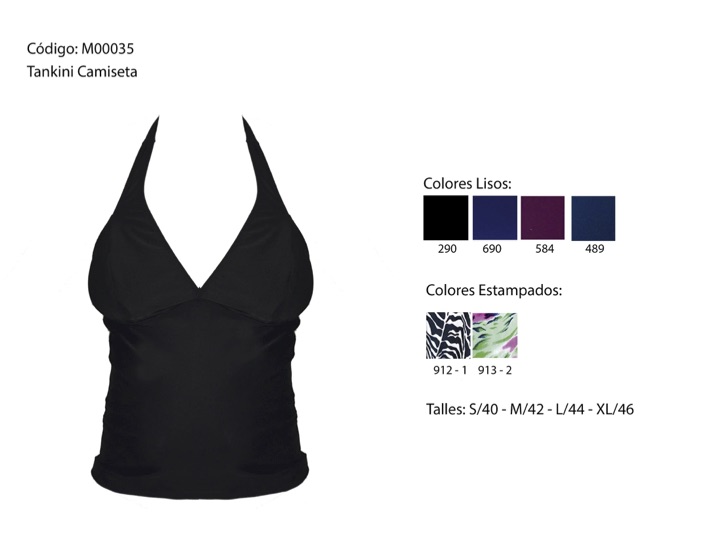 Código: M00035
Tankini Camiseta
Colores Lisos:
290 690 584 489
Colores Estampados:
912 - 1 913 - 2
Talles: S/40 - M/42 - L/44 - XL/46